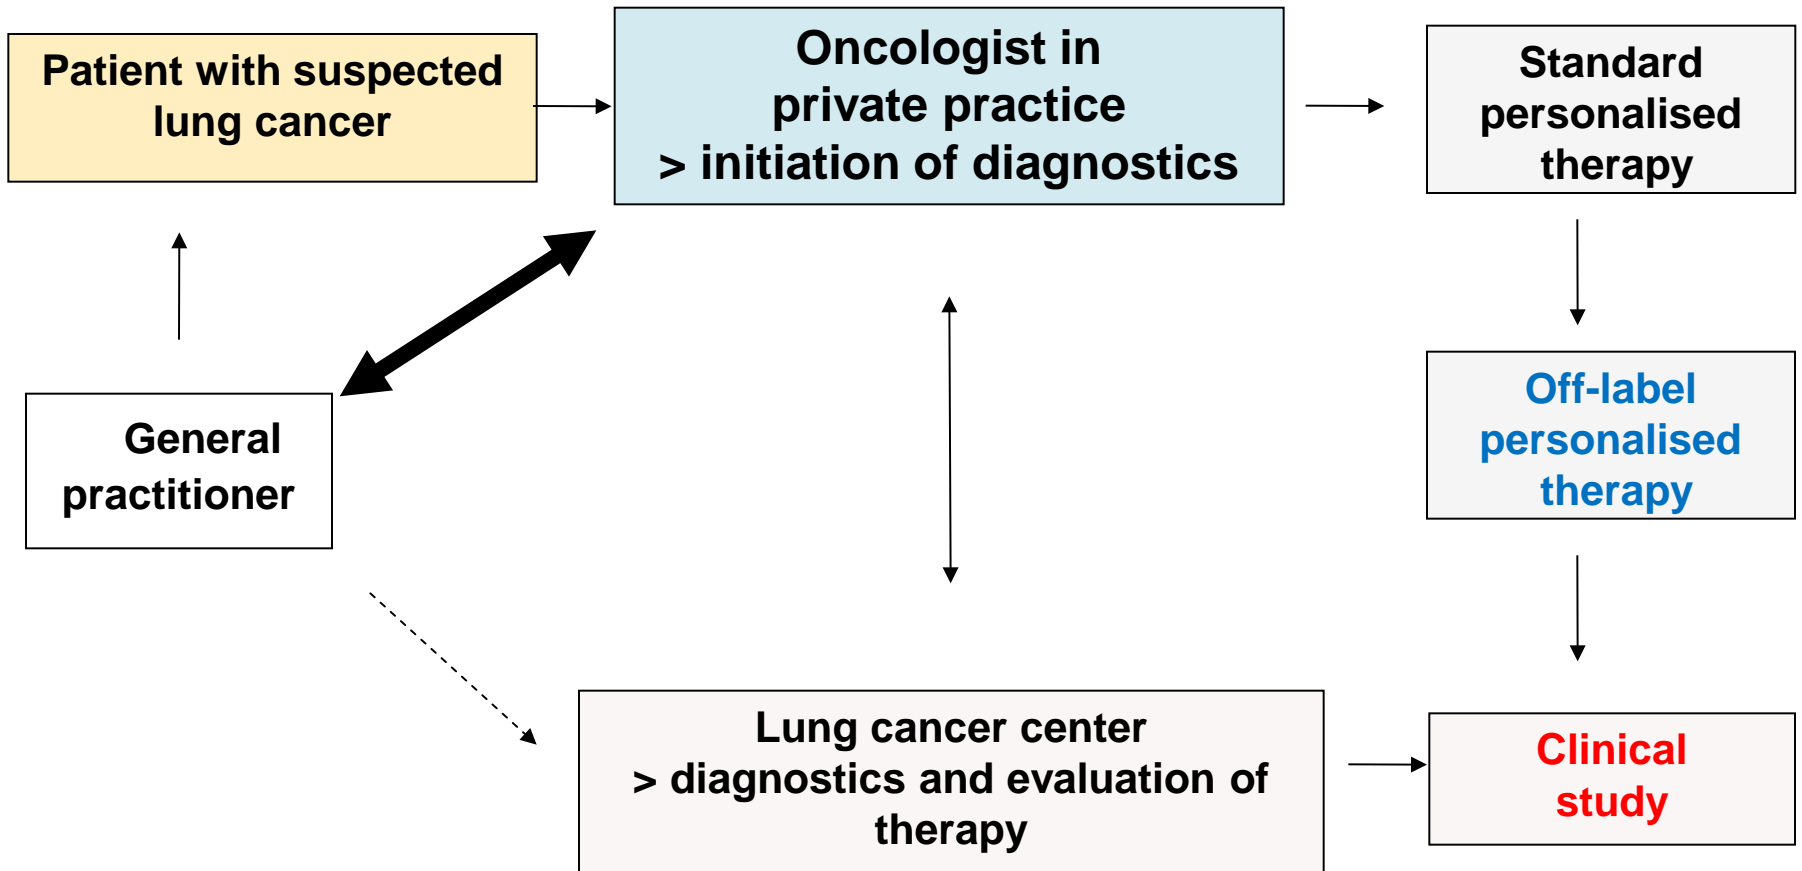 Patient with suspected
lung cancer
Oncologist in
private practice
> initiation of diagnostics
Standard
personalised
therapy
General
practitioner
Off-label
personalised
therapy
Lung cancer center
> diagnostics and evaluation of
therapy
Clinical
study